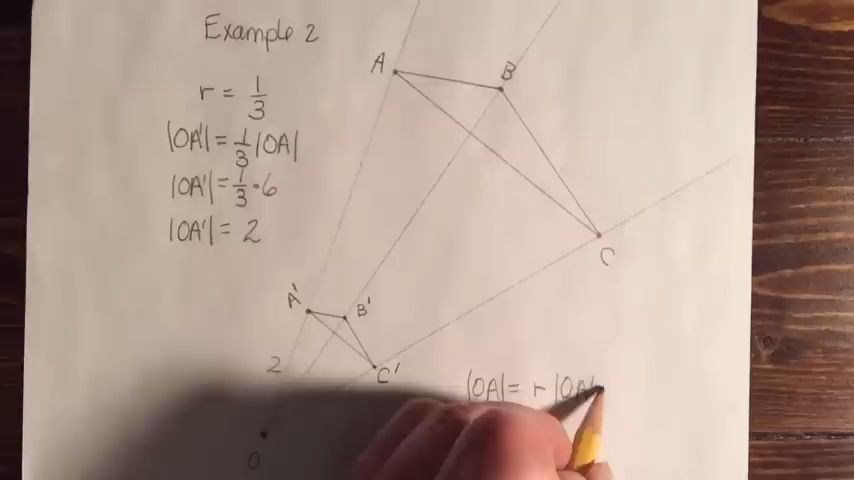 Example 2
r = 1/3
|OA'| = 1/3 |OA|
|OA'| = 1/3 · 6
|OA'| = 2
A
B
C
A'
B'
C'
2
O
|OA| = r |OA'